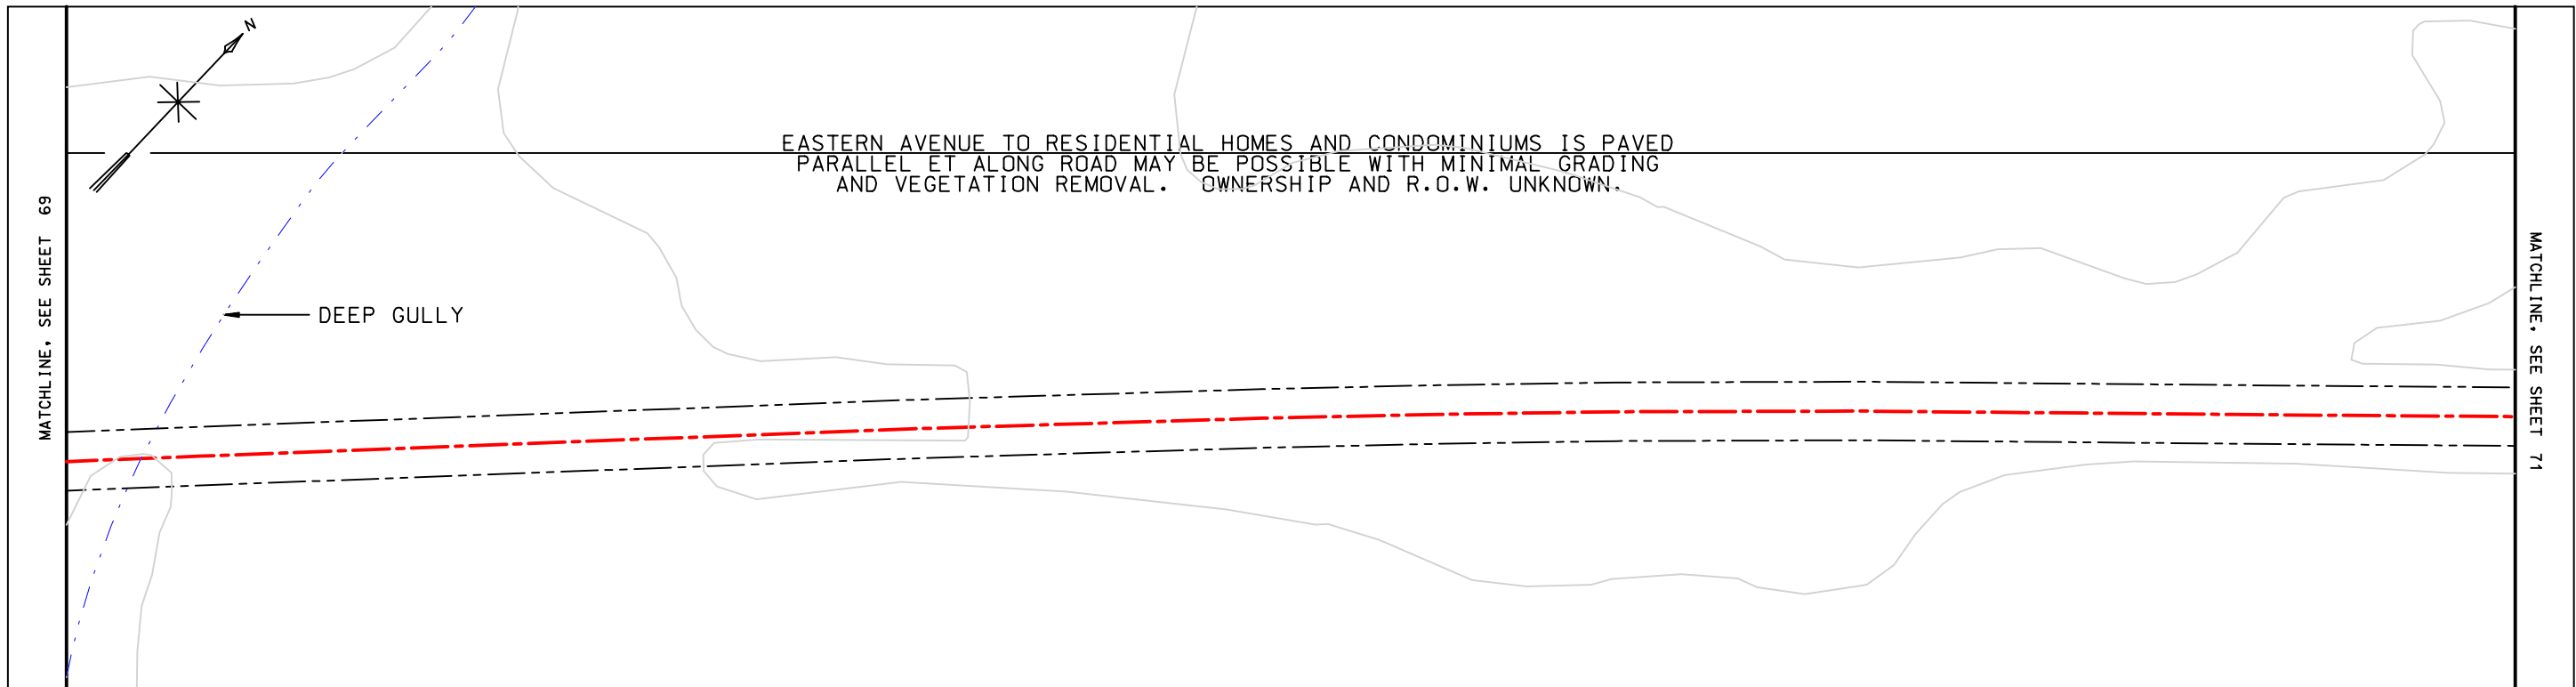 N
EASTERN AVENUE TO RESIDENTIAL HOMES AND CONDOMINIUMS IS PAVED
PARALLEL ET ALONG ROAD MAY BE POSSIBLE WITH MINIMAL GRADING
AND VEGETATION REMOVAL. OWNERSHIP AND R.O.W. UNKNOWN.
MATCHLINE, SEE SHEET 69
DEEP GULLY
MATCHLINE, SEE SHEET 71